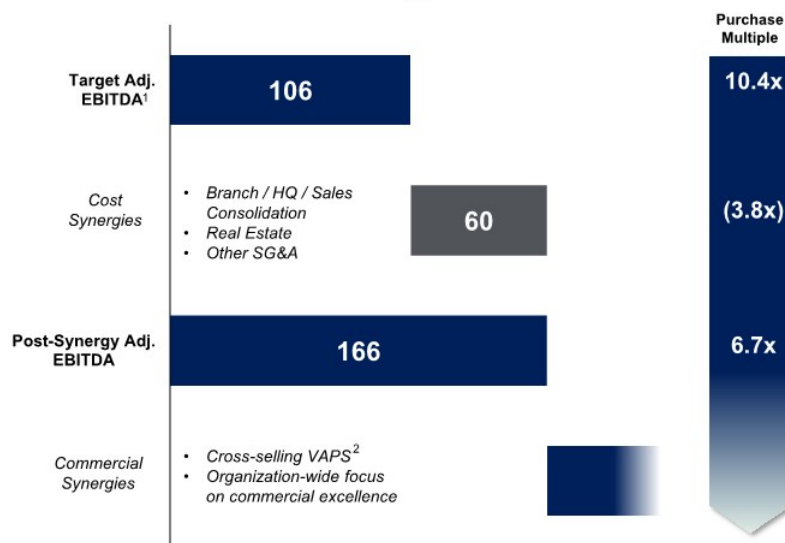 Purchase
Multiple
Target Adj.
EBITDA¹
106
10.4x
Cost
Synergies
• Branch / HQ / Sales
Consolidation
• Real Estate
• Other SG&A
60
(3.8x)
Post-Synergy Adj.
EBITDA
166
6.7x
Commercial
Synergies
• Cross-selling VAPS²
• Organization-wide focus
on commercial excellence